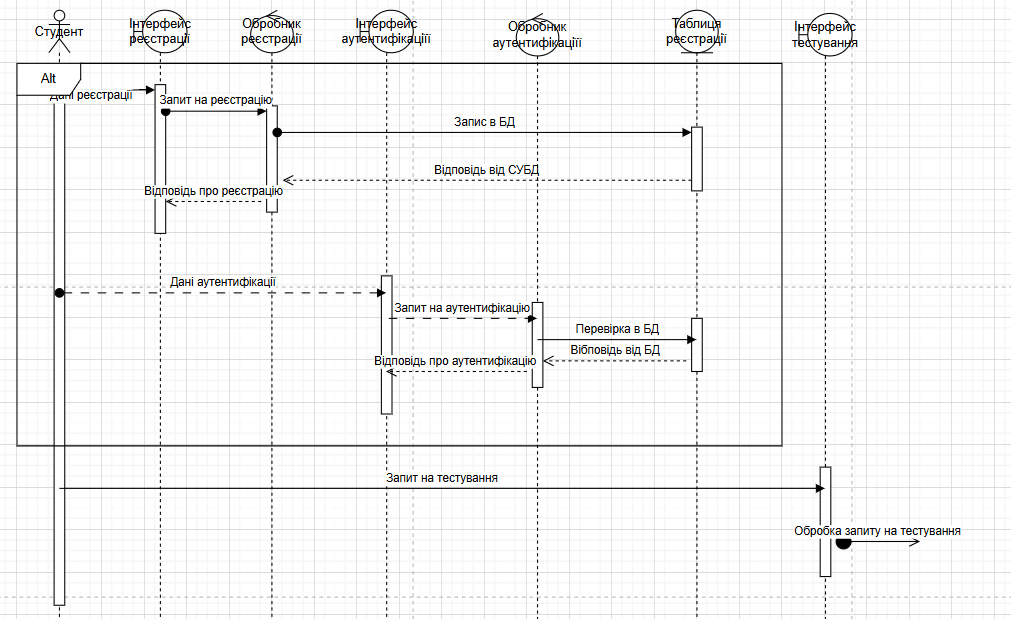 Студент
Інтерфейс
реєстрації
Обробник
реєстрації
Інтерфейс
аутентифікаціїї
Обробник
аутентифікаціїї
Таблиця
реєстрації
Інтерфейс
тестування
Alt
Дані реєстрації
Запит на реєстрацію
Запис в БД
Відповідь від СУБД
Відповідь про реєстрацію
Дані аутентифікації
Запит на аутентифікацію
Перевірка в БД
Вібповідь від БД
Відповідь про аутентифікацію
Запит на тестування
Обробка запиту на тестування